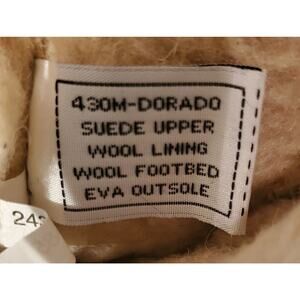 430M-DORADO
SUEDE UPPER
WOOL LINING
WOOL FOOTBED
EVA OUTSOLE